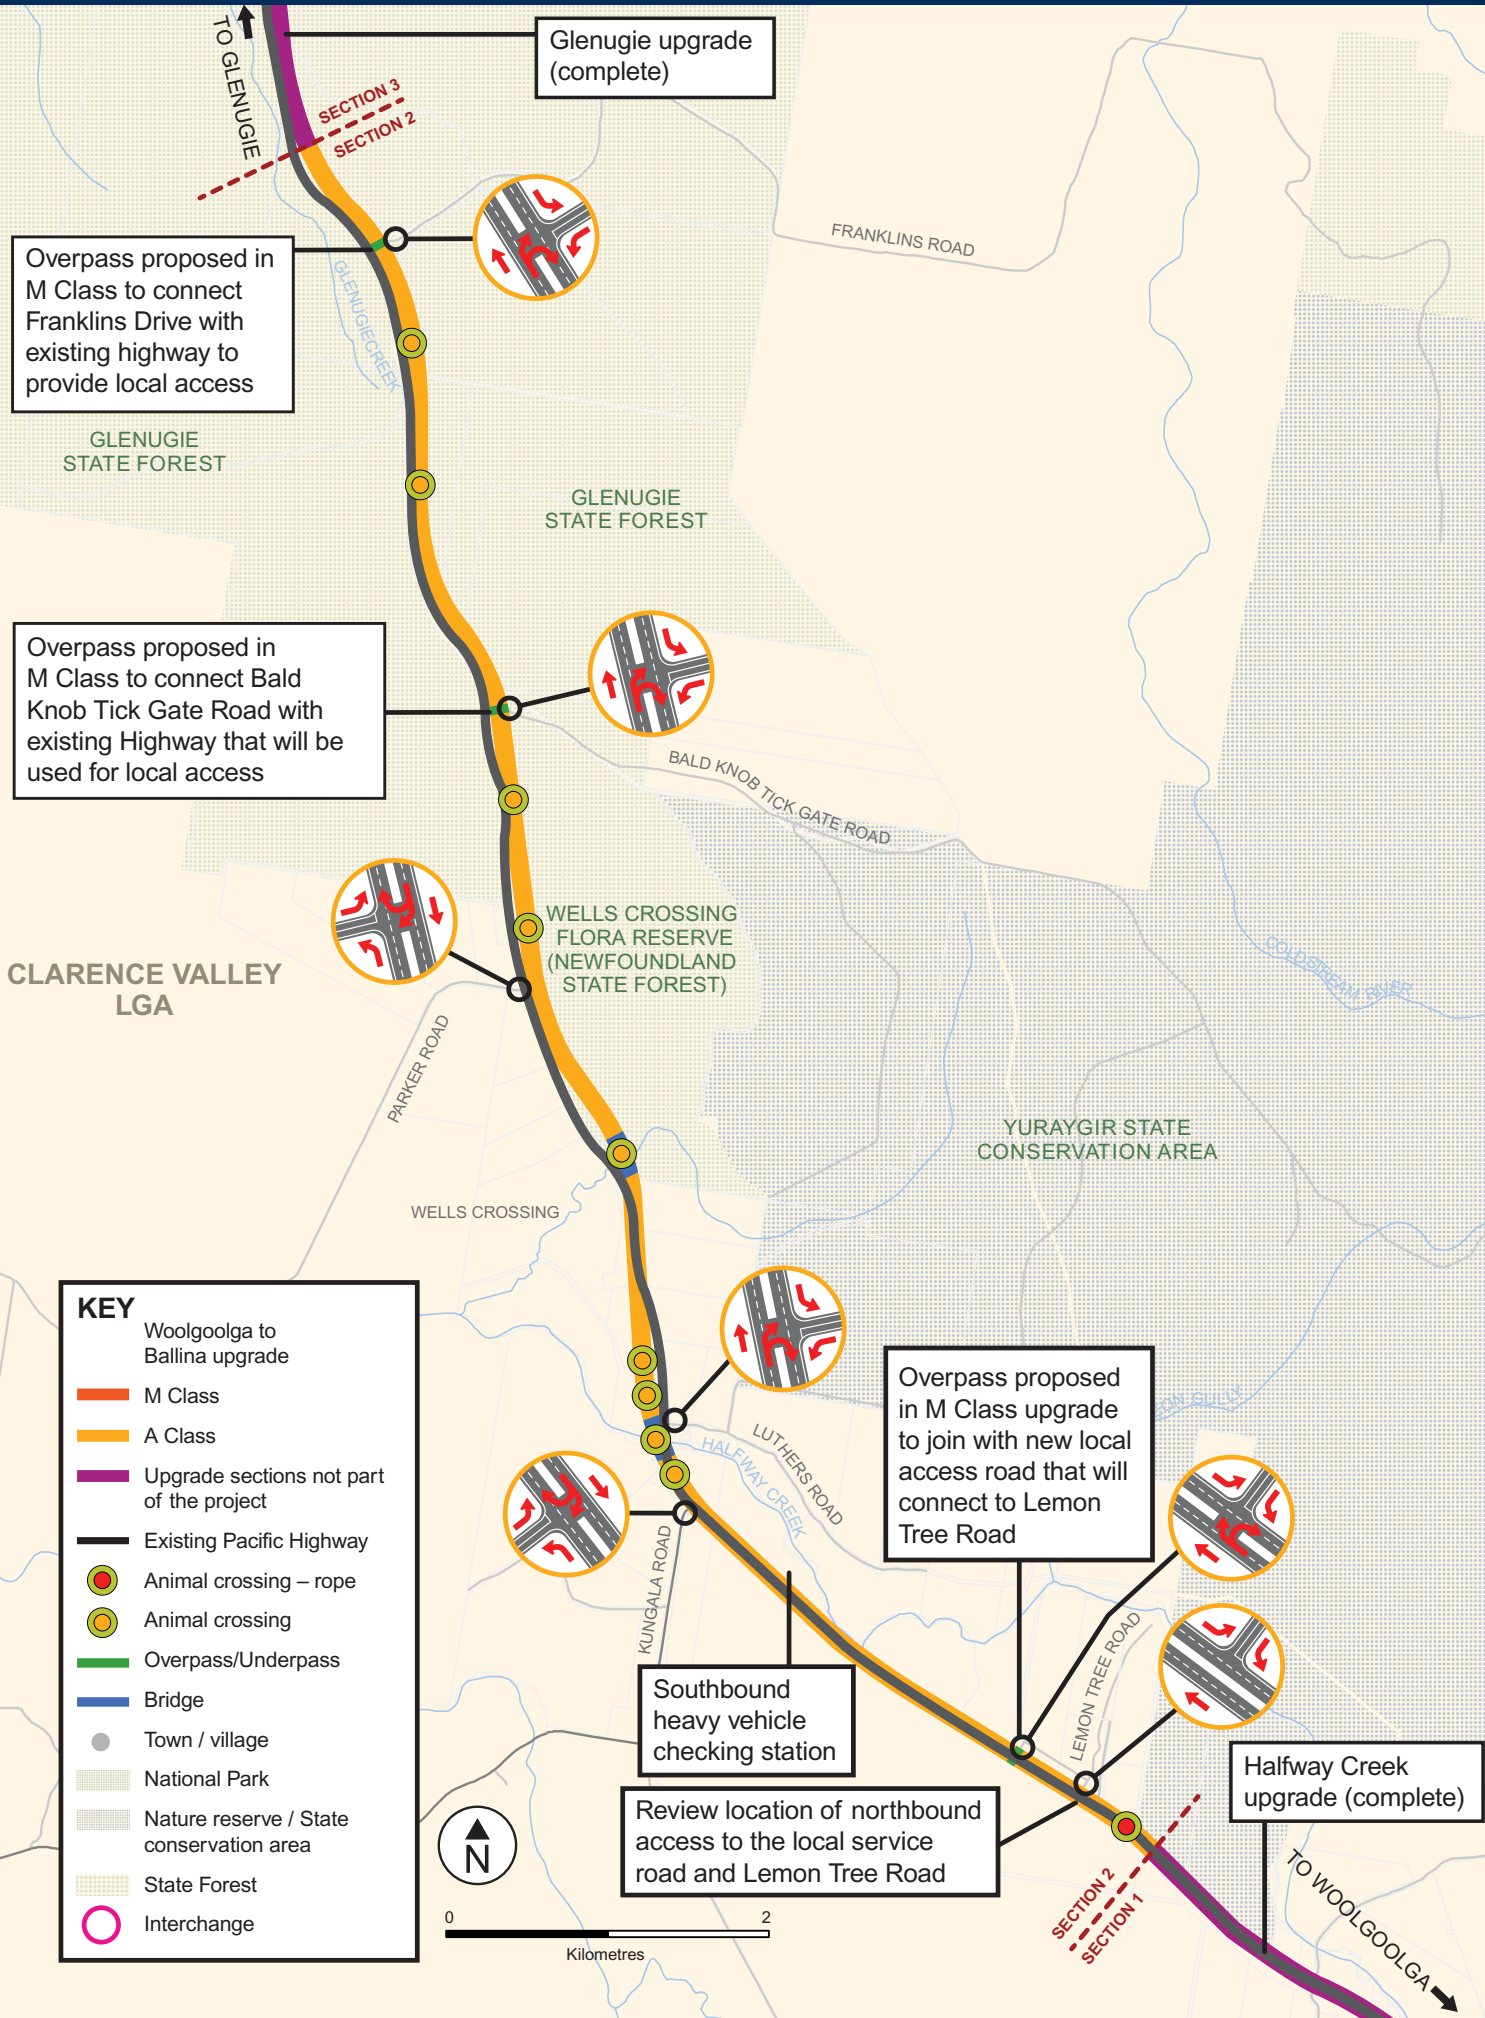 TO GLENUGIE
Glenugie upgrade
(complete)
SECTION 3
SECTION 2
FRANKLINS ROAD
Overpass proposed in
M Class to connect
Franklins Drive with
existing highway to
provide local access
GLENUGIECREEK
GLENUGIE
STATE FOREST
GLENUGIE
STATE FOREST
Overpass proposed in
M Class to connect Bald
Knob Tick Gate Road with
existing Highway that will be
used for local access
BALD KNOB TICK GATE ROAD
WELLS CROSSING
FLORA RESERVE
(NEWFOUNDLAND
STATE FOREST)
COLDSTREAM RIVER
CLARENCE VALLEY
LGA
PARKER ROAD
YURAYGIR STATE
CONSERVATION AREA
WELLS CROSSING
KEY
Woolgoolga to
Ballina upgrade
M Class
A Class
Upgrade sections not part
of the project
Existing Pacific Highway
Animal crossing – rope
Animal crossing
Overpass/Underpass
Bridge
Town / village
National Park
Nature reserve / State
conservation area
State Forest
Interchange
Overpass proposed
in M Class upgrade
to join with new local
access road that will
connect to Lemon
Tree Road
GULLY
LUTHERS ROAD
HALFWAY CREEK
KUNGALA ROAD
LEMON TREE ROAD
Southbound
heavy vehicle
checking station
Review location of northbound
access to the local service
road and Lemon Tree Road
Halfway Creek
upgrade (complete)
N
0 2
Kilometres
SECTION 2
SECTION 1
TO WOOLGOOLGA